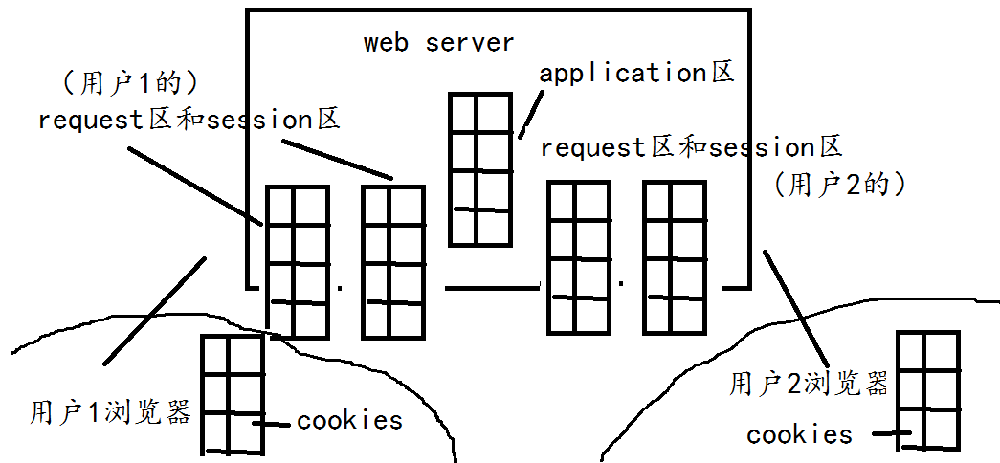 web server
application区
（用户1的）
request区和session区
request区和session区
（用户2的）
用户1浏览器
cookies
用户2浏览器
cookies